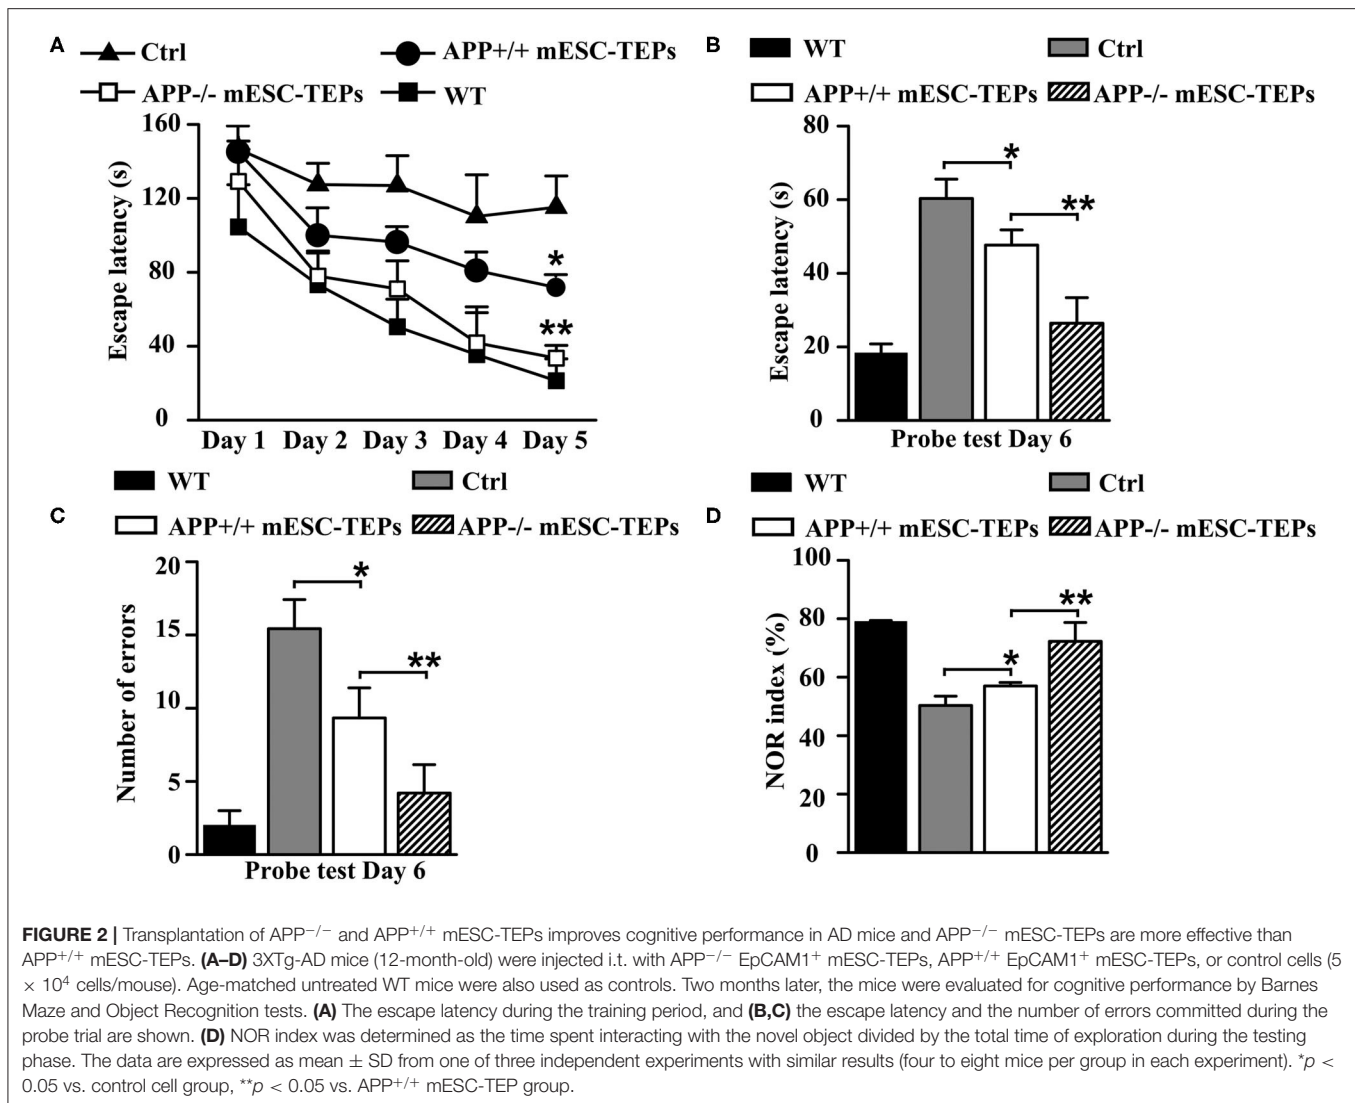 A
Ctrl
APP+/+ mESC-TEPs
APP-/- mESC-TEPs
WT
Escape latency (s)
160
120
80
40
0
*
**
Day 1 Day 2 Day 3 Day 4 Day 5
B
WT
Ctrl
APP+/+ mESC-TEPs
APP-/- mESC-TEPs
Escape latency (s)
80
60
40
20
0
*
**
Probe test Day 6
C
WT
Ctrl
APP+/+ mESC-TEPs
APP-/- mESC-TEPs
Number of errors
20
15
10
5
0
*
**
Probe test Day 6
D
WT
Ctrl
APP+/+ mESC-TEPs
APP-/- mESC-TEPs
NOR index (%)
100
80
60
40
20
0
*
**
FIGURE 2 | Transplantation of APP−/− and APP+/+ mESC-TEPs improves cognitive performance in AD mice and APP−/− mESC-TEPs are more effective than
APP+/+ mESC-TEPs. (A–D) 3XTg-AD mice (12-month-old) were injected i.t. with APP−/− EpCAM1+ mESC-TEPs, APP+/+ EpCAM1+ mESC-TEPs, or control cells (5
× 10⁴ cells/mouse). Age-matched untreated WT mice were also used as controls. Two months later, the mice were evaluated for cognitive performance by Barnes
Maze and Object Recognition tests. (A) The escape latency during the training period, and (B,C) the escape latency and the number of errors committed during the
probe trial are shown. (D) NOR index was determined as the time spent interacting with the novel object divided by the total time of exploration during the testing
phase. The data are expressed as mean ± SD from one of three independent experiments with similar results (four to eight mice per group in each experiment). *p <
0.05 vs. control cell group, **p < 0.05 vs. APP+/+ mESC-TEP group.